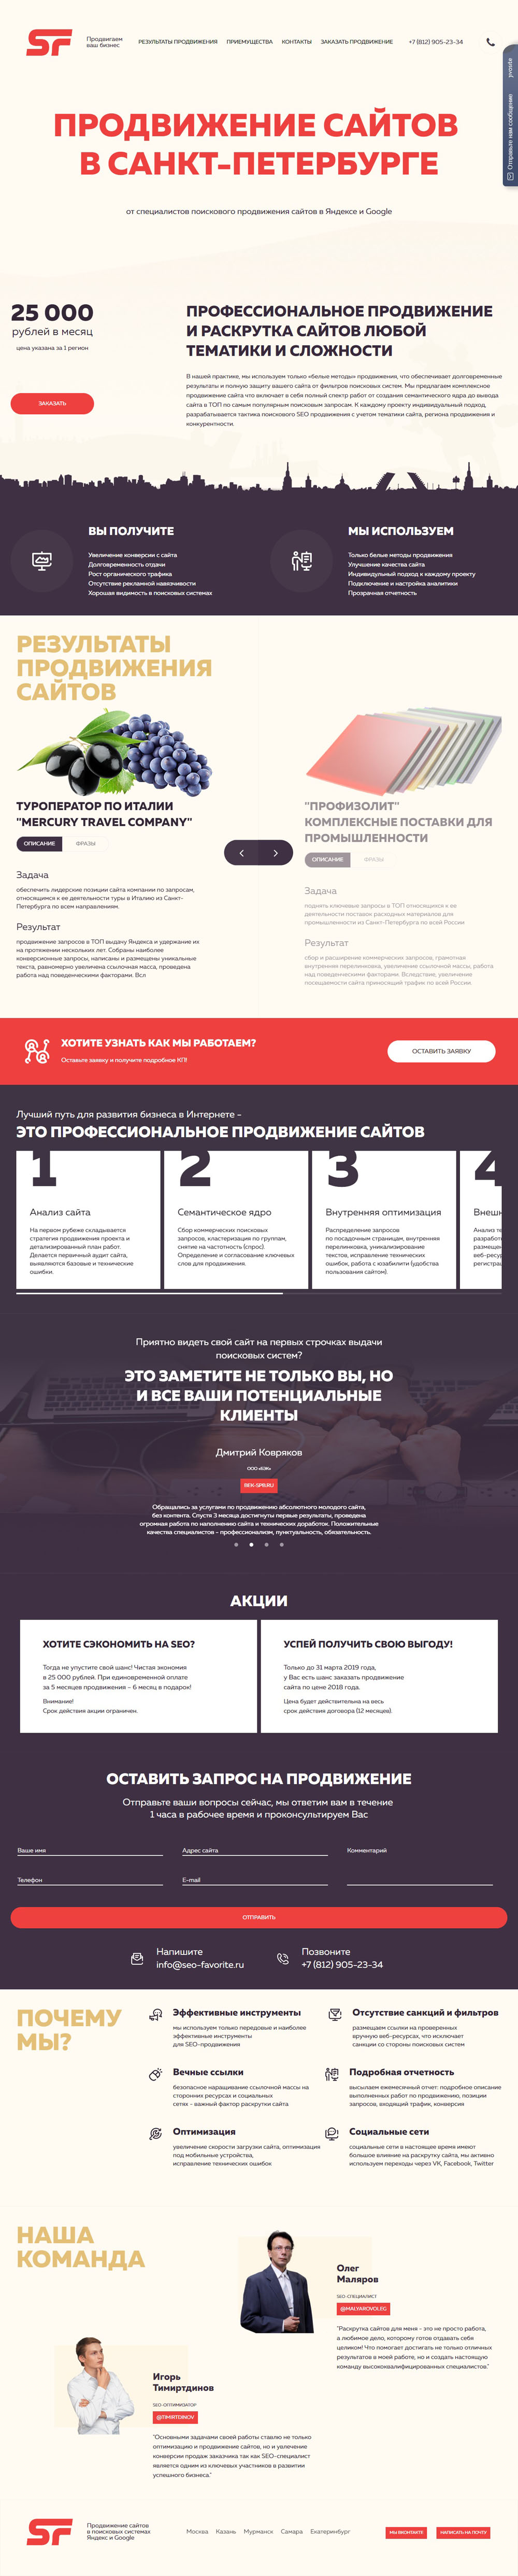 SF
Продвигаем
ваш бизнес
РЕЗУЛЬТАТЫ ПРОДВИЖЕНИЯ
ПРЕИМУЩЕСТВА
КОНТАКТЫ
ЗАКАЗАТЬ ПРОДВИЖЕНИЕ
+7 (812) 905-23-34
Отправьте нам сообщение
jivosite
ПРОДВИЖЕНИЕ САЙТОВ
В САНКТ-ПЕТЕРБУРГЕ
от специалистов поискового продвижения сайтов в Яндексе и Google
25 000
рублей в месяц
цена указана за 1 регион
ЗАКАЗАТЬ
ПРОФЕССИОНАЛЬНОЕ ПРОДВИЖЕНИЕ
И РАСКРУТКА САЙТОВ ЛЮБОЙ
ТЕМАТИКИ И СЛОЖНОСТИ
В нашей практике, мы используем только «белые методы» продвижения, что обеспечивает долговременные
результаты и полную защиту вашего сайта от фильтров поисковых систем. Мы предлагаем комплексное
продвижение сайта что включает в себя полный спектр работ от создания семантического ядра до вывода
сайта в ТОП по самым популярным поисковым запросам. К каждому проекту индивидуальный подход,
разрабатывается тактика поискового SEO продвижения с учетом тематики сайта, региона продвижения и
конкурентности.
ВЫ ПОЛУЧИТЕ
Увеличение конверсии с сайта
Долговременность отдачи
Рост органического трафика
Отсутствие рекламной навязчивости
Хорошая видимость в поисковых системах
МЫ ИСПОЛЬЗУЕМ
Только белые методы продвижения
Улучшение качества сайта
Индивидульный подход к каждому проекту
Подключение и настройка аналитики
Прозрачная отчетность
РЕЗУЛЬТАТЫ
ПРОДВИЖЕНИЯ
САЙТОВ
ТУРОПЕРАТОР ПО ИТАЛИИ
"MERCURY TRAVEL COMPANY"
ОПИСАНИЕ
ФРАЗЫ
Задача
обеспечить лидерские позиции сайта компании по запросам,
относящимся к ее деятельности туры в Италию из Санкт-
Петербурга по всем направлениям.
Результат
продвижение запросов в ТОП выдачу Яндекса и удержание их
на протяжении нескольких лет. Собраны наиболее
конверсионные запросы, написаны и размещены уникальные
текста, равномерно увеличена ссылочная масса, проведена
работа над поведенческими факторами. Всл
"ПРОФИЗОЛИТ"
КОМПЛЕКСНЫЕ ПОСТАВКИ ДЛЯ
ПРОМЫШЛЕННОСТИ
ОПИСАНИЕ
ФРАЗЫ
Задача
поднять ключевые запросы в ТОП относящиеся к ее
деятельности поставок расходных материалов для
промышленности из Санкт-Петербурга по всей России
Результат
сбор и расширение коммерческих запросов, грамотная
внутренняя перелинковка, увеличение ссылочной массы, работа
над поведенческими факторами. Вследствие, увеличение
посещаемости сайта приносящий трафик по всей России.
ХОТИТЕ УЗНАТЬ КАК МЫ РАБОТАЕМ?
Оставьте заявку и получите подробное КП!
ОСТАВИТЬ ЗАЯВКУ
Лучший путь для развития бизнеса в Интернете -
ЭТО ПРОФЕССИОНАЛЬНОЕ ПРОДВИЖЕНИЕ САЙТОВ
1
Анализ сайта
На первом рубеже складывается
стратегия продвижения проекта и
детализированный план работ.
Делается первичный аудит сайта,
выявляются базовые и технические
ошибки.
2
Семантическое ядро
Сбор коммерческих поисковых
запросов, кластеризация по группам,
снятие на частотность (спрос).
Определение и согласование ключевых
слов для продвижения.
3
Внутренняя оптимизация
Распределение запросов
по посадочным страницам, внутренняя
перелинковка, уникализирование
текстов, исправление технических
ошибок, работа с юзабилити (удобства
пользования сайтом).
4
Приятно видеть свой сайт на первых строчках выдачи
поисковых систем?
ЭТО ЗАМЕТИТЕ НЕ ТОЛЬКО ВЫ, НО
И ВСЕ ВАШИ ПОТЕНЦИАЛЬНЫЕ
КЛИЕНТЫ
Дмитрий Ковряков
ООО «БЭК»
BEK-SPB.RU
Обращались за услугами по продвижению абсолютного молодого сайта,
без контента. Спустя 3 месяца достигнуты первые результаты, проведена
огромная работа по наполнению сайта и технических доработок. Положительные
качества специалистов - профессионализм, пунктуальность, обязательность.
АКЦИИ
ХОТИТЕ СЭКОНОМИТЬ НА SEO?
Тогда не упустите свой шанс! Чистая экономия
в 25 000 рублей. При единовременной оплате
за 5 месяцев продвижения – 6 месяц в подарок!
Внимание!
Срок действия акции ограничен.
УСПЕЙ ПОЛУЧИТЬ СВОЮ ВЫГОДУ!
Только до 31 марта 2019 года,
у Вас есть шанс заказать продвижение
сайта по цене 2018 года.
Цена будет действительна на весь
срок действия договора (12 месяцев).
ОСТАВИТЬ ЗАПРОС НА ПРОДВИЖЕНИЕ
Отправьте ваши вопросы сейчас, мы ответим вам в течение
1 часа в рабочее время и проконсультируем Вас
Ваше имя
Адрес сайта
Комментарий
Телефон
E-mail
ОТПРАВИТЬ
Напишите
info@seo-favorite.ru
Позвоните
+7 (812) 905-23-34
ПОЧЕМУ
МЫ?
Эффективные инструменты
мы используем только передовые и наиболее
эффективные инструменты
для SEO-продвижения
Отсутствие санкций и фильтров
размещаем ссылки на проверенных
вручную веб-ресурсах, что исключает
санкции со стороны поисковых систем
Вечные ссылки
безопасное наращивание ссылочной массы на
сторонних ресурсах и социальных
сетях - важный фактор раскрутки сайта
Подробная отчетность
высылаем ежемесячный отчет: подробное описание
выполненных работ по продвижению, позиции
запросов, входящий трафик, конверсия
Оптимизация
увеличение скорости загрузки сайта, оптимизация
под мобильные устройства,
исправление технических ошибок
Социальные сети
социальные сети в настоящее время имеют
большое влияние на раскрутку сайта, мы активно
используем переходы через VK, Facebook, Twitter
НАША
КОМАНДА
Олег
Маляров
SEO-СПЕЦИАЛИСТ
@MALYAROVOLEG
"Раскрутка сайтов для меня - это не просто работа,
а любимое дело, которому готов отдавать себя
целиком! Что помогает достигать не только отличных
результатов в моей работе, но и создать настоящую
команду высококвалифицированных специалистов."
Игорь
Тимиртдинов
SEO-ОПТИМИЗАТОР
@TIMIRTDINOV
"Основными задачами своей работы ставлю не только
оптимизацию и продвижение сайтов, но и увлечение
конверсии продаж заказчика так как SEO-специалист
является одним из ключевых участников в развитии
успешного бизнеса."
SF
Продвижение сайтов
в поисковых системах
Яндекс и Google
Москва
Казань
Мурманск
Самара
Екатеринбург
МЫ ВКОНТАКТЕ
НАПИСАТЬ НА ПОЧТУ